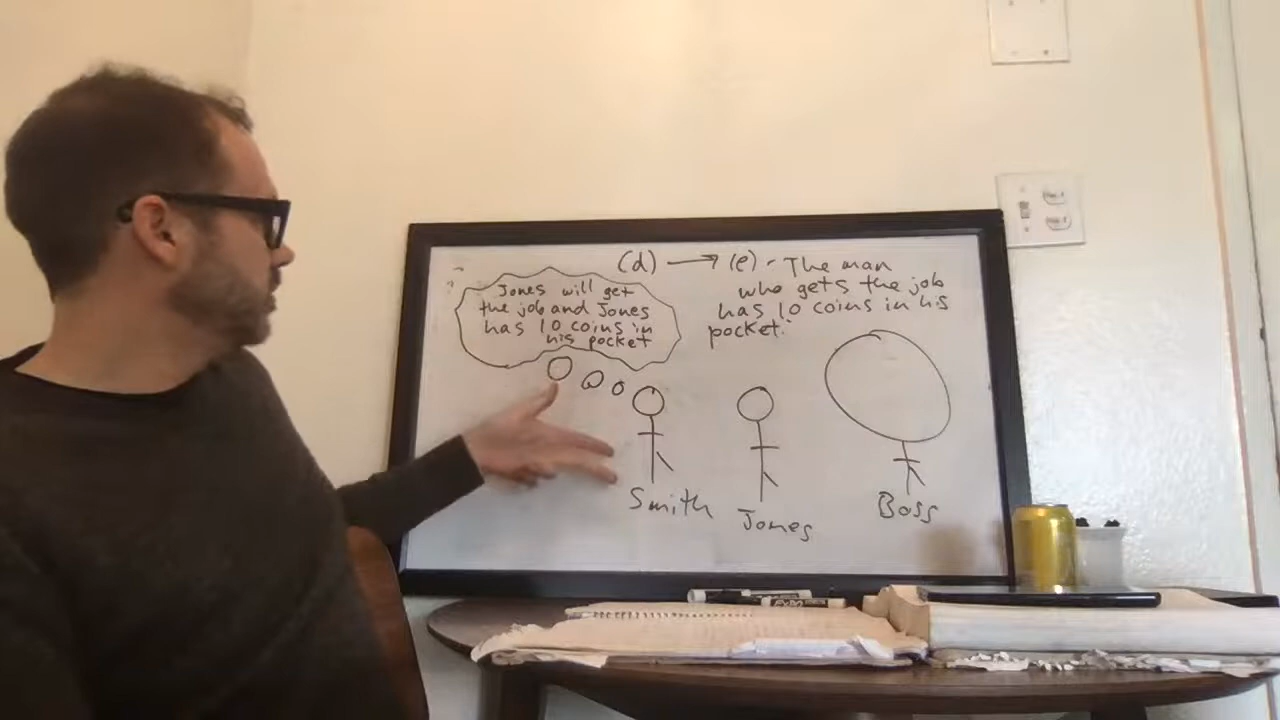 (d) → (e) - The man
who gets the job
has 10 coins in his
pocket.
Jones will get
the job and Jones
has 10 coins in
his pocket
Smith
Jones
Boss